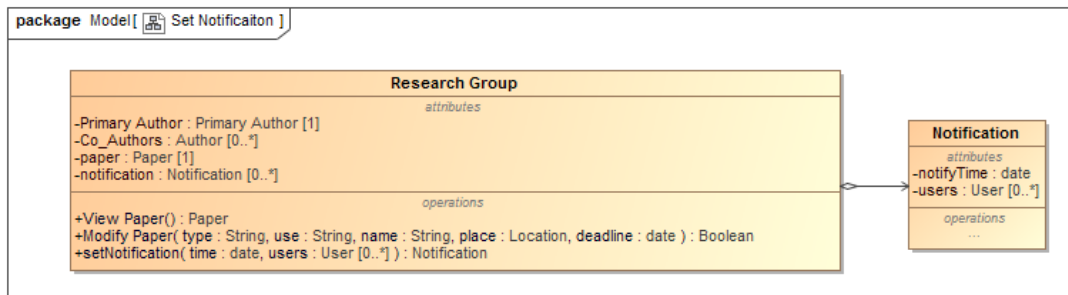 package Model[ Set Notificaiton ]
Research Group
attributes
-Primary Author : Primary Author [1]
-Co_Authors : Author [0..*]
-paper : Paper [1]
-notification : Notification [0..*]
operations
+View Paper() : Paper
+Modify Paper( type : String, use : String, name : String, place : Location, deadline : date ) : Boolean
+setNotification( time : date, users : User [0..*] ) : Notification
Notification
attributes
-notifyTime : date
-users : User [0..*]
operations
...